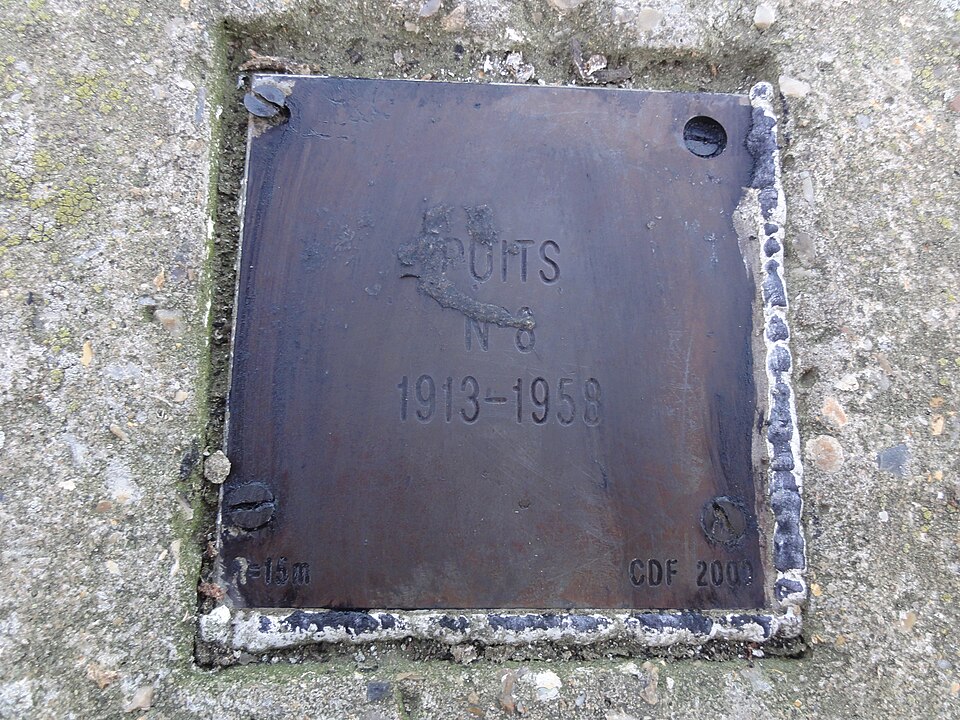 PUITS
N 8
1913-1958
=15m
CDF 2000